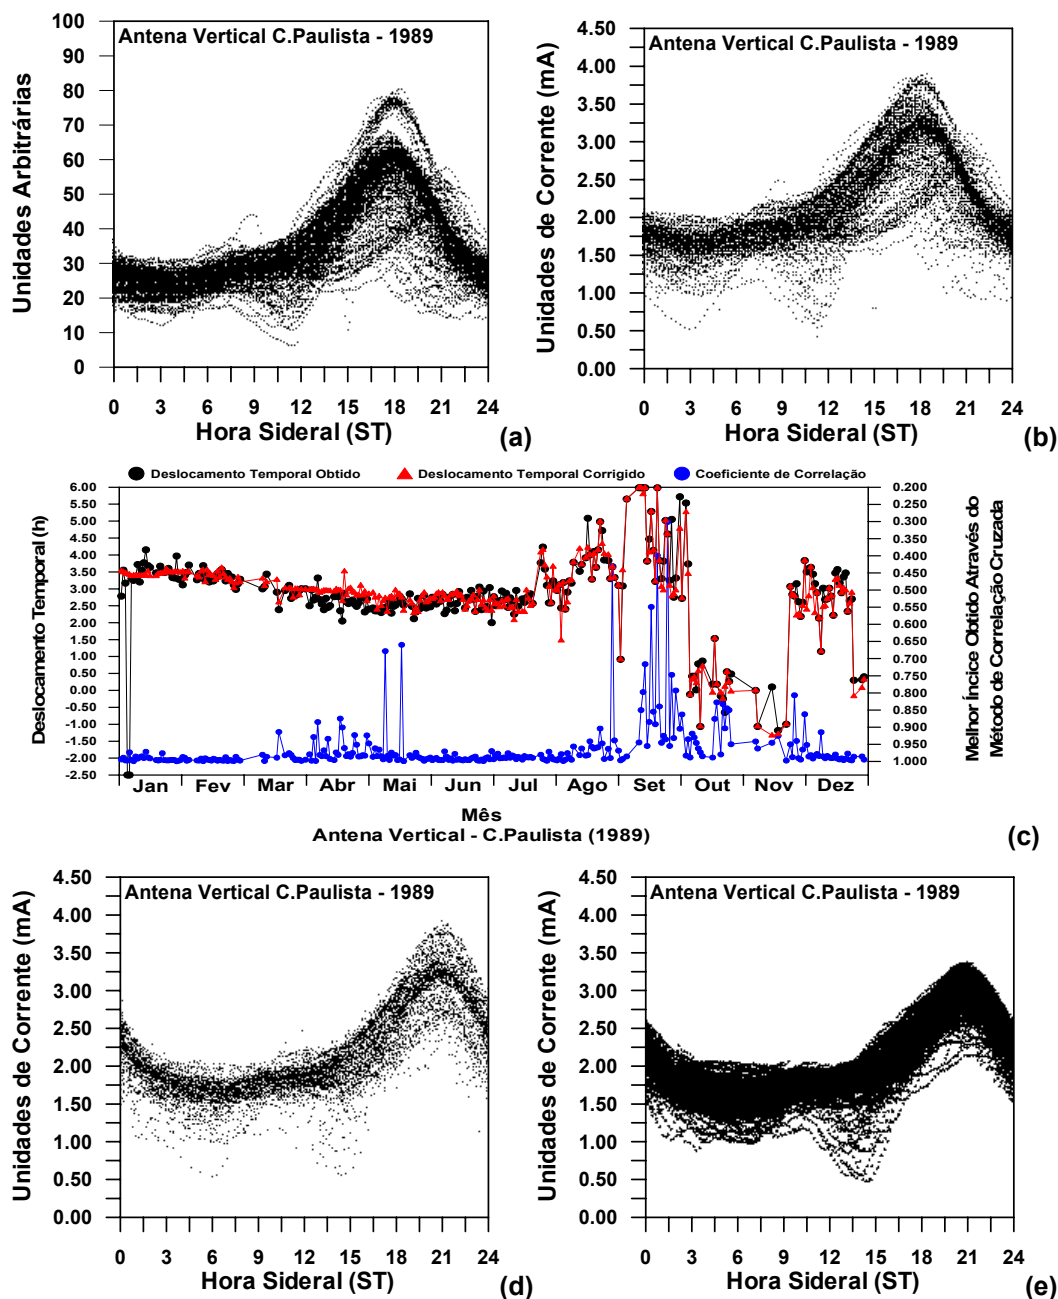 Antena Vertical C.Paulista - 1989
Unidades Arbitrárias
100
90
80
70
60
50
40
30
20
10
0
0 3 6 9 12 15 18 21 24
Hora Sideral (ST)
(a)
Antena Vertical C.Paulista - 1989
Unidades de Corrente (mA)
4.50
4.00
3.50
3.00
2.50
2.00
1.50
1.00
0.50
0.00
0 3 6 9 12 15 18 21 24
Hora Sideral (ST)
(b)
Deslocamento Temporal Obtido Deslocamento Temporal Corrigido Coeficiente de Correlação
Deslocamento Temporal (h)
6.00
5.50
5.00
4.50
4.00
3.50
3.00
2.50
2.00
1.50
1.00
0.50
0.00
-0.50
-1.00
-1.50
-2.00
-2.50
0.200
0.300
0.400
0.450
0.500
0.550
0.600
0.650
0.700
0.750
0.800
0.850
0.900
0.950
1.000
Melhor Íncice Obtido Através do
Método de Correlação Cruzada
Jan Fev Mar Abr Mai Jun Jul Ago Set Out Nov Dez
Mês
Antena Vertical - C.Paulista (1989)
(c)
Antena Vertical C.Paulista - 1989
Unidades de Corrente (mA)
4.50
4.00
3.50
3.00
2.50
2.00
1.50
1.00
0.50
0.00
0 3 6 9 12 15 18 21 24
Hora Sideral (ST)
(d)
Antena Vertical C.Paulista - 1989
Unidades de Corrente (mA)
4.50
4.00
3.50
3.00
2.50
2.00
1.50
1.00
0.50
0.00
0 3 6 9 12 15 18 21 24
Hora Sideral (ST)
(e)